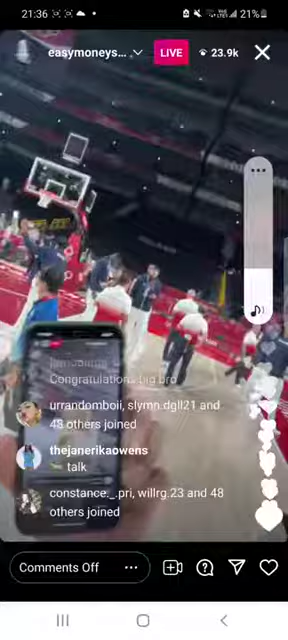 21:36
21%
easymoneys...
LIVE
23.9k
Congratulations big bro
urrandomboii, slymn.dgll21 and
48 others joined
thejanerikaowens
talk
constance._.pri, willrg.23 and 48
others joined
Comments Off